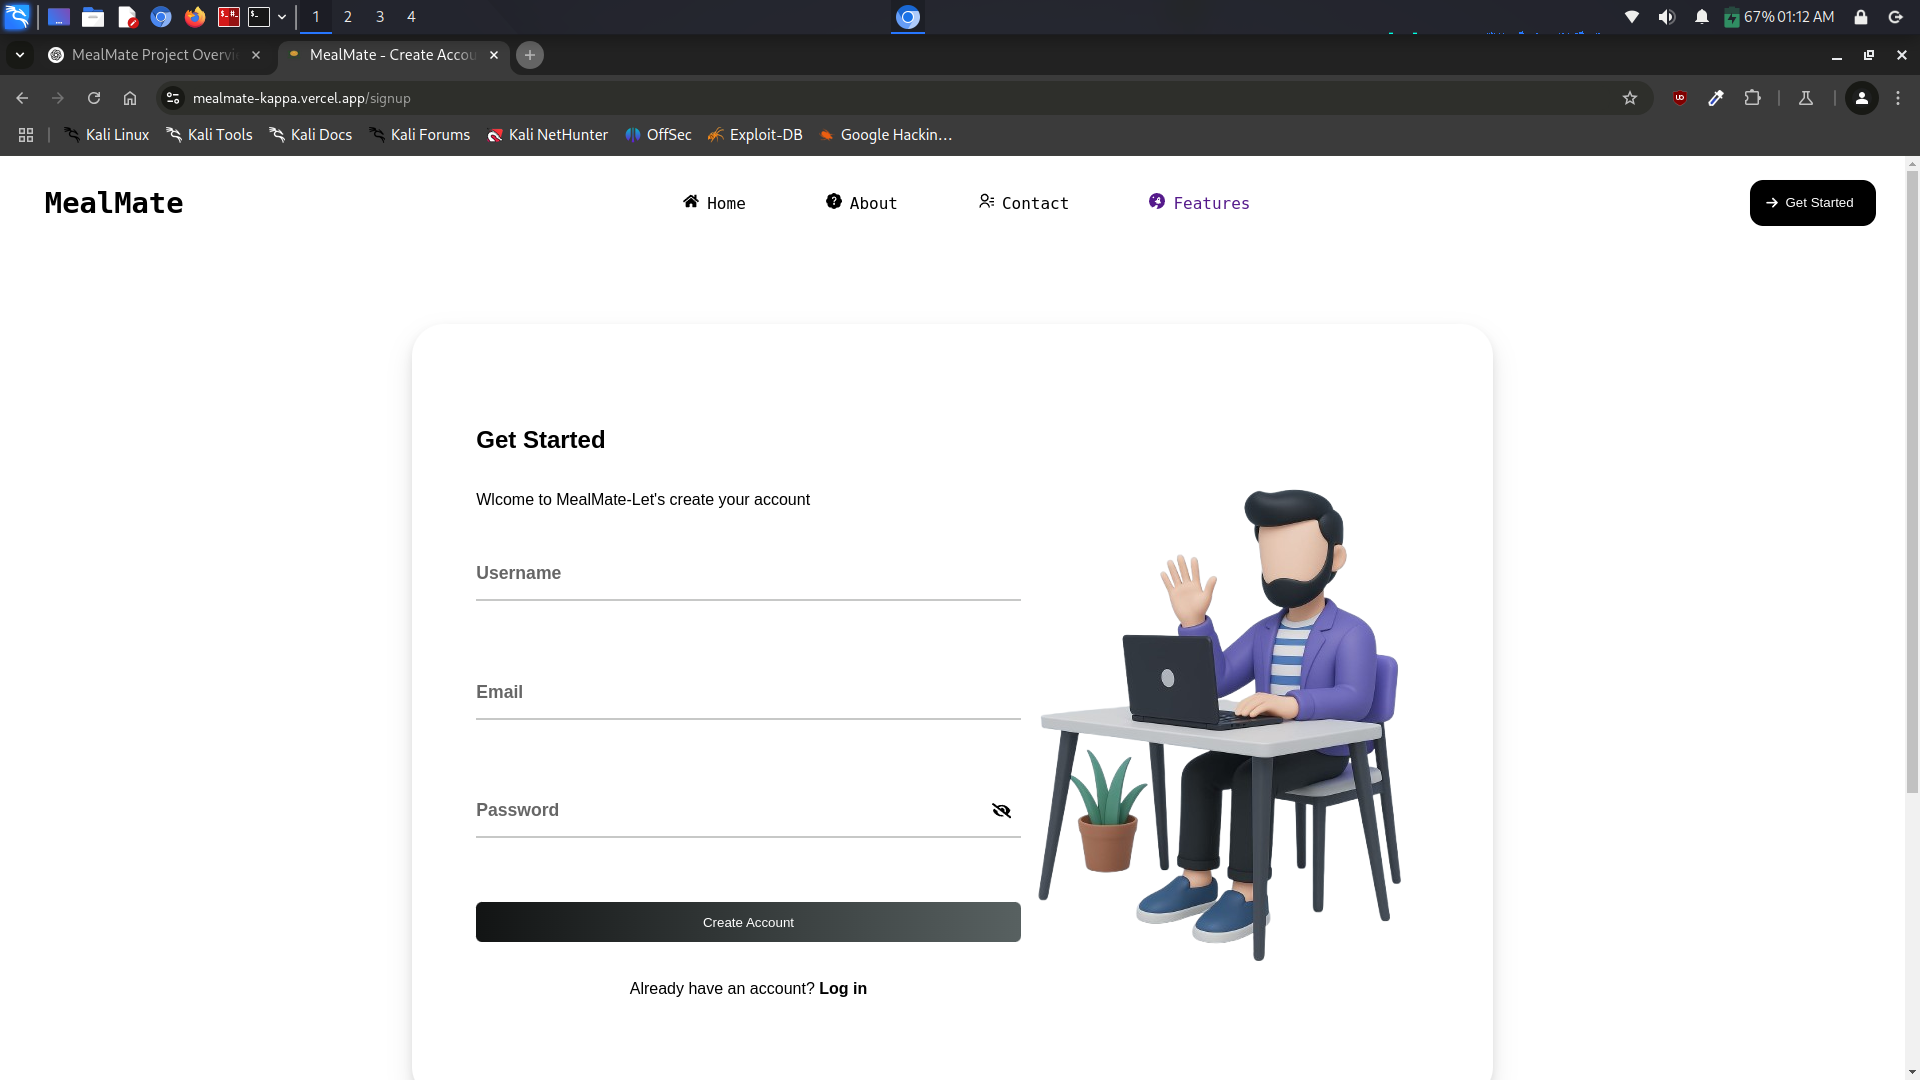 1 2 3 4
67% 01:12 AM
MealMate Project Overvi
MealMate - Create Accou
mealmate-kappa.vercel.app/signup
Kali Linux Kali Tools Kali Docs Kali Forums Kali NetHunter OffSec Exploit-DB Google Hackin…
MealMate
Home About Contact Features
Get Started
Get Started
Wlcome to MealMate-Let's create your account
Username
Email
Password
Create Account
Already have an account? Log in